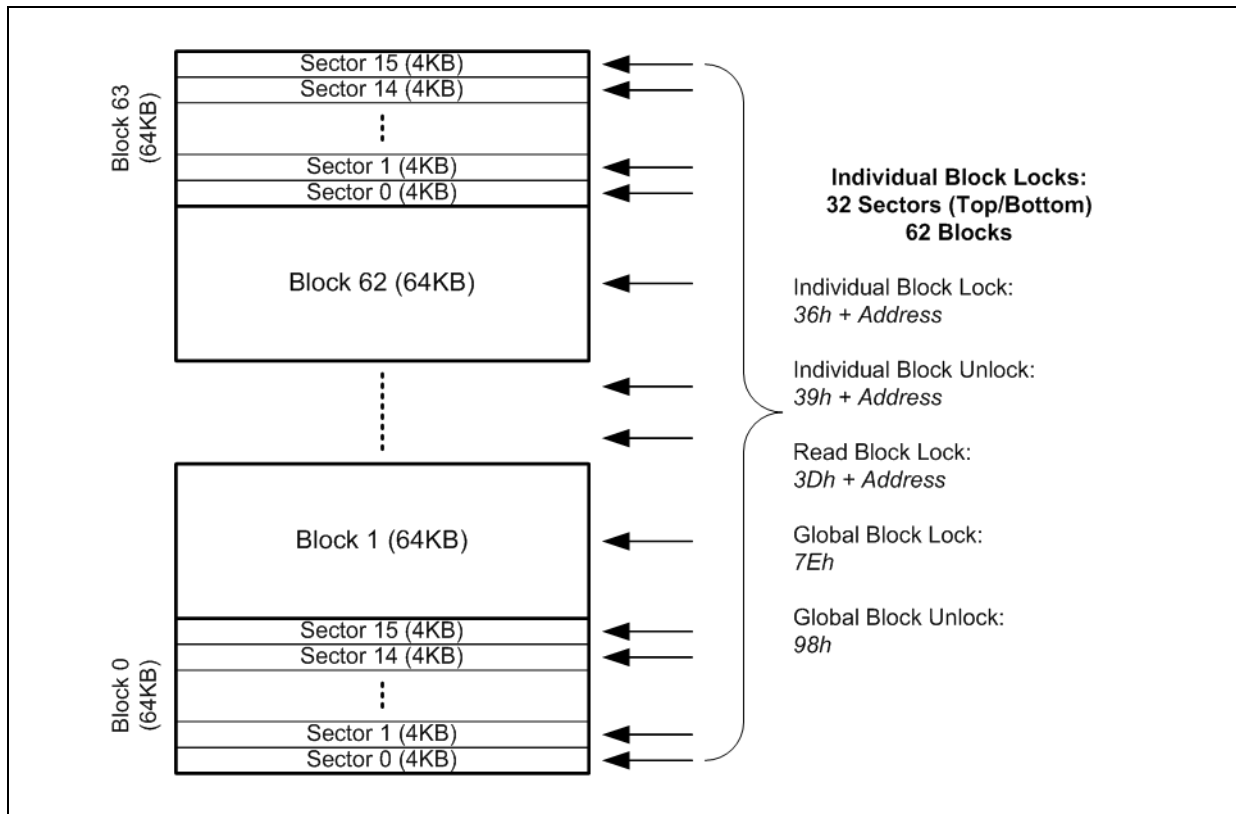 Block 63
(64KB)
Sector 15 (4KB)
Sector 14 (4KB)
Sector 1 (4KB)
Sector 0 (4KB)
Block 62 (64KB)
Block 1 (64KB)
Block 0
(64KB)
Sector 15 (4KB)
Sector 14 (4KB)
Sector 1 (4KB)
Sector 0 (4KB)
Individual Block Locks:
32 Sectors (Top/Bottom)
62 Blocks
Individual Block Lock:
36h + Address
Individual Block Unlock:
39h + Address
Read Block Lock:
3Dh + Address
Global Block Lock:
7Eh
Global Block Unlock:
98h